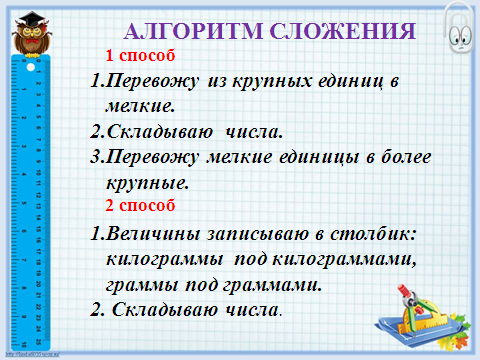 АЛГОРИТМ СЛОЖЕНИЯ
1 способ
1.Перевожу из крупных единиц в
мелкие.
2.Складываю числа.
3.Перевожу мелкие единицы в более
крупные.
2 способ
1.Величины записываю в столбик:
килограммы под килограммами,
граммы под граммами.
2. Складываю числа.